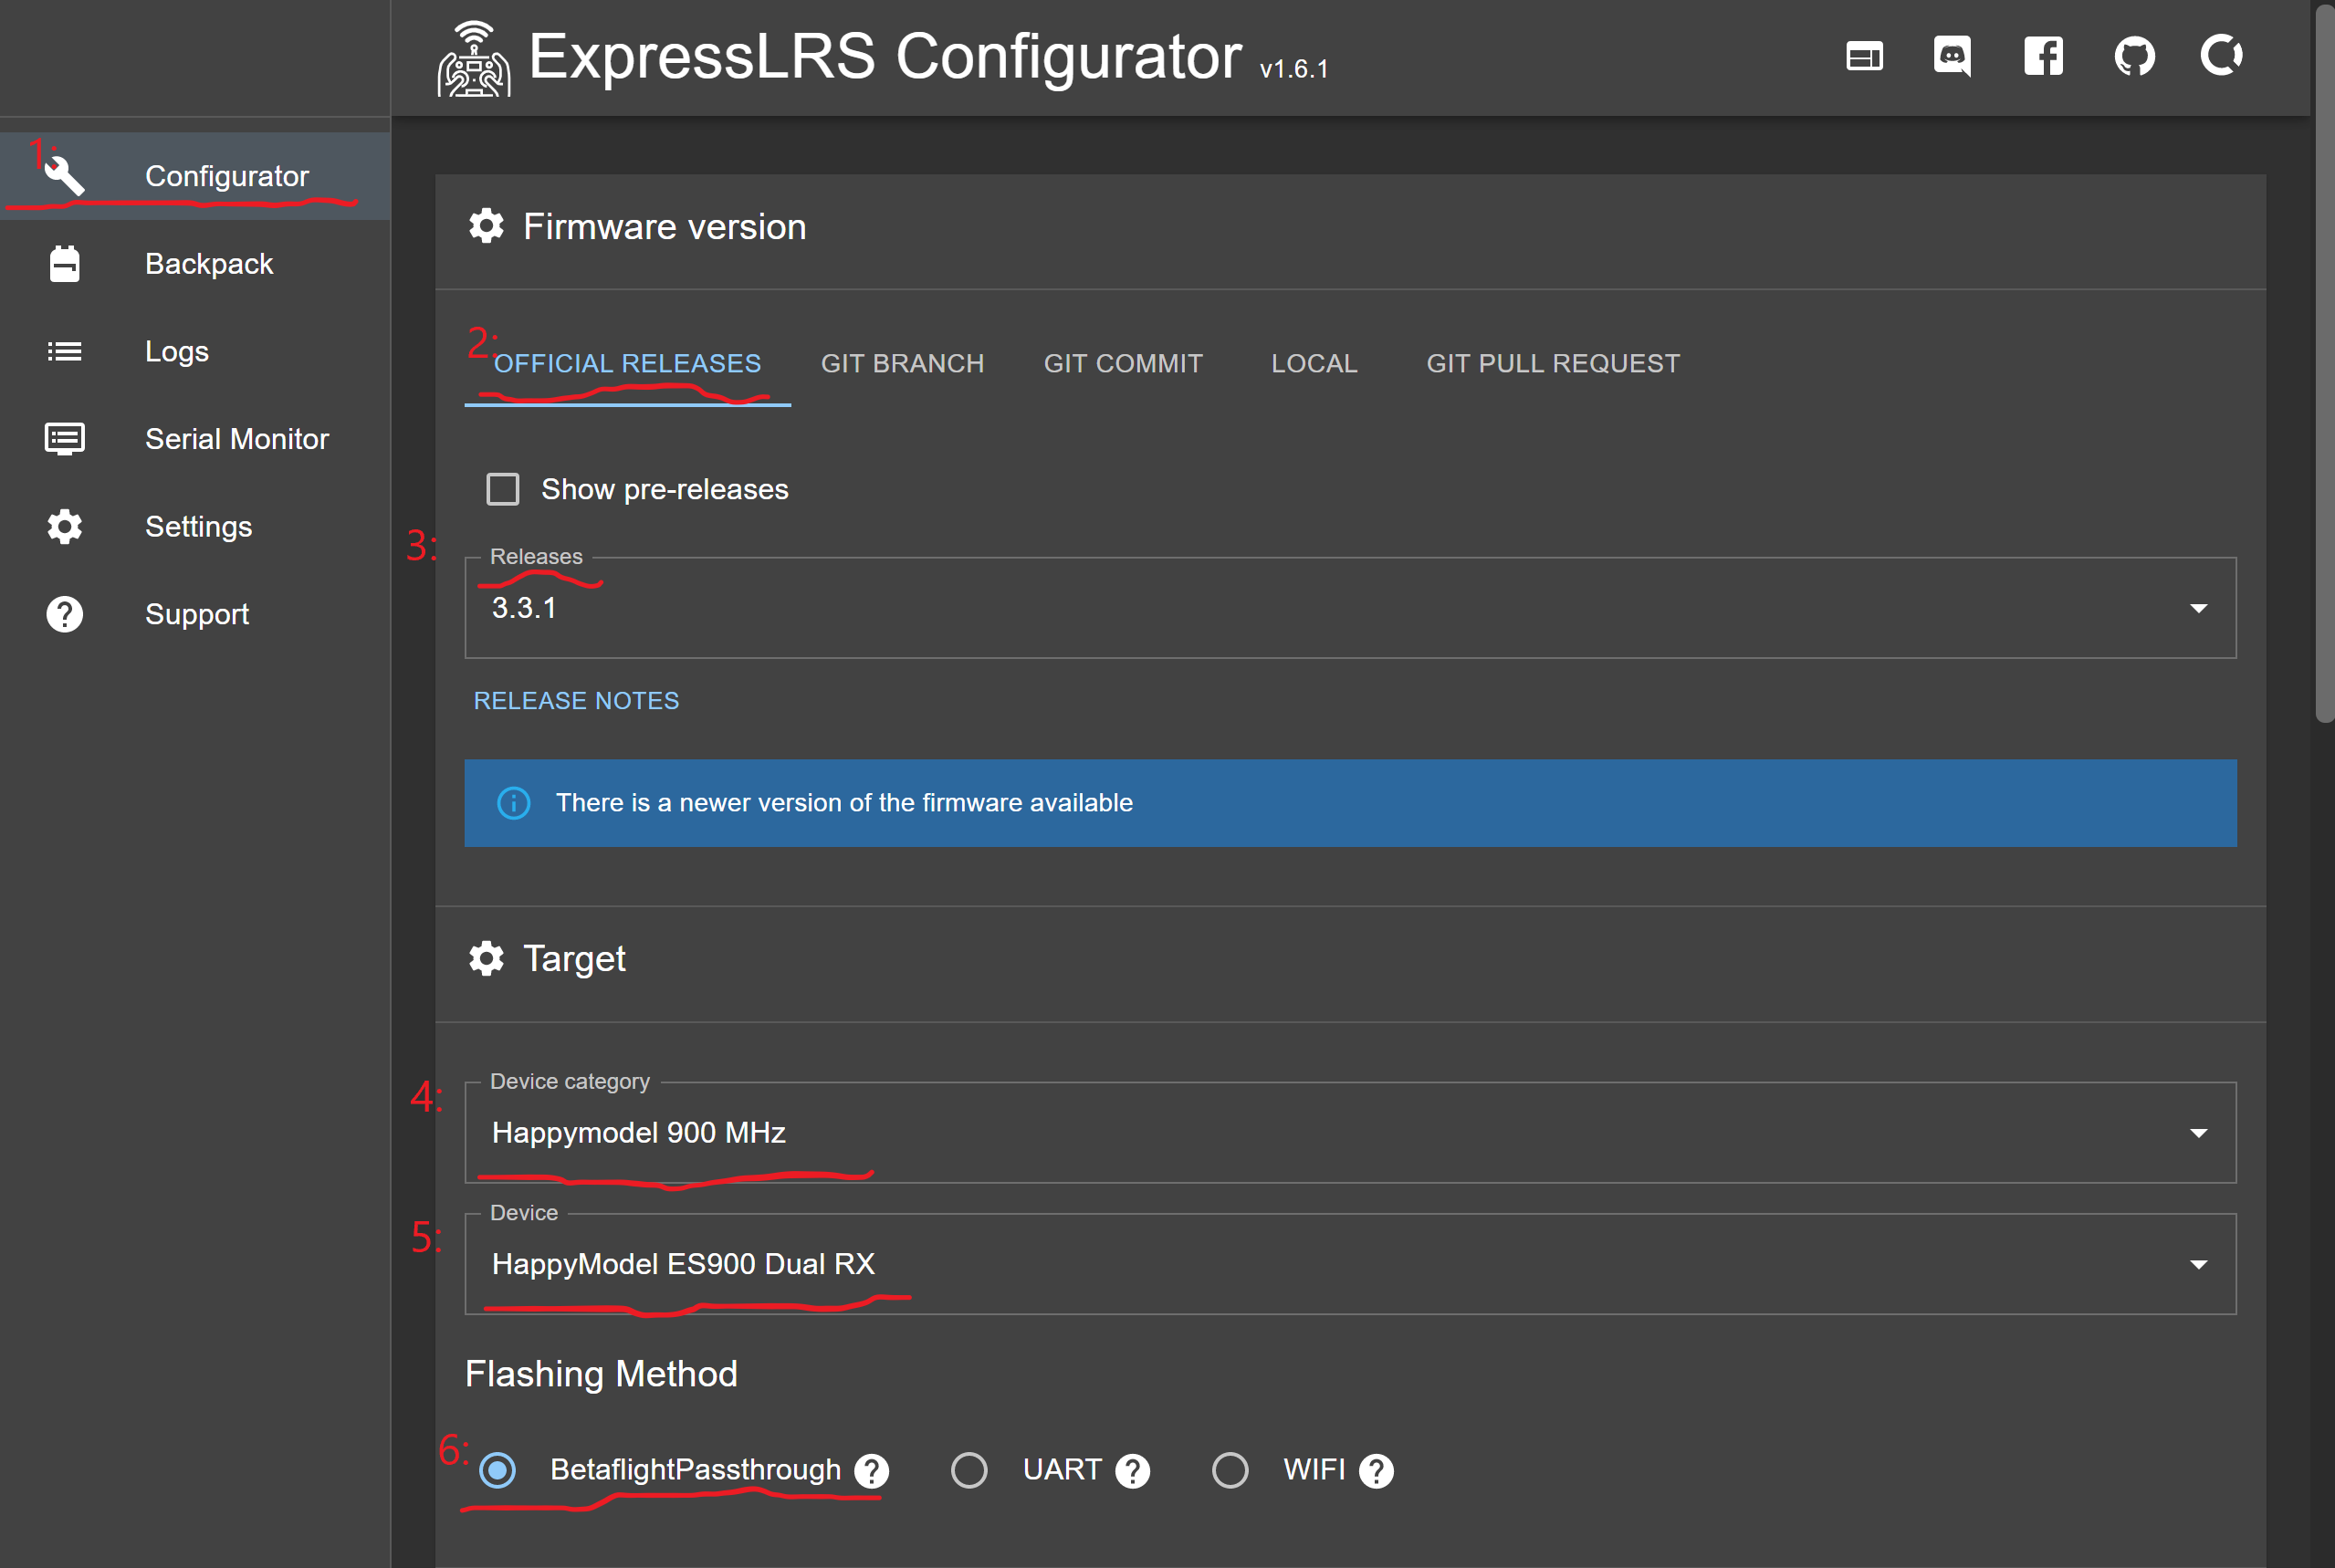 ExpressLRS Configurator v1.6.1
1:
Configurator
Backpack
Logs
Serial Monitor
Settings
Support
Firmware version
2:
OFFICIAL RELEASES GIT BRANCH GIT COMMIT LOCAL GIT PULL REQUEST
Show pre-releases
3:
Releases
3.3.1
RELEASE NOTES
There is a newer version of the firmware available
Target
4:
Device category
Happymodel 900 MHz
5:
Device
HappyModel ES900 Dual RX
Flashing Method
6:
BetaflightPassthrough ? UART ? WIFI ?